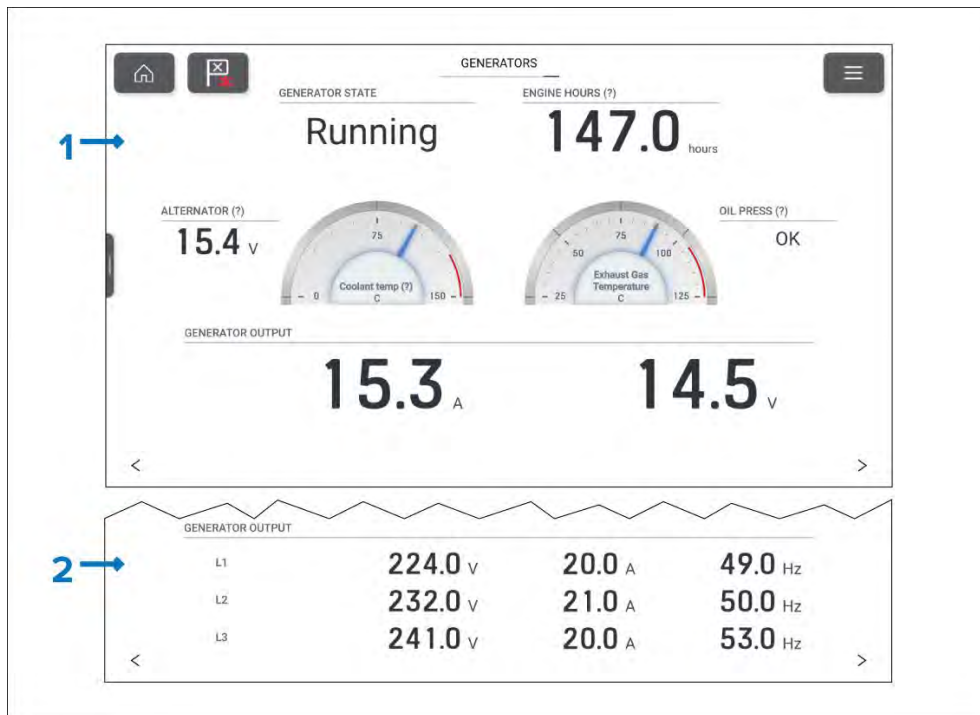 GENERATORS
GENERATOR STATE
ENGINE HOURS (?)
1
Running
147.0 hours
ALTERNATOR (?)
15.4 V
75
0
150
Coolant temp (?)
C
75
50
100
25
125
Exhaust Gas
Temperature
C
OIL PRESS (?)
OK
GENERATOR OUTPUT
15.3 A
14.5 V
<
>
GENERATOR OUTPUT
2
L1 224.0 V 20.0 A 49.0 Hz
L2 232.0 V 21.0 A 50.0 Hz
L3 241.0 V 20.0 A 53.0 Hz
<
>